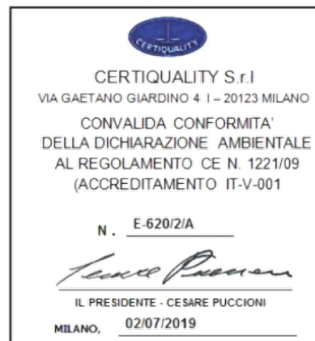 CERTIQUALITY
CERTIQUALITY S.r.l
VIA GAETANO GIARDINO 4 I – 20123 MILANO
CONVALIDA CONFORMITA'
DELLA DICHIARAZIONE AMBIENTALE
AL REGOLAMENTO CE N. 1221/09
(ACCREDITAMENTO IT-V-001
N. E-620/2/A
IL PRESIDENTE - CESARE PUCCIONI
MILANO, 02/07/2019